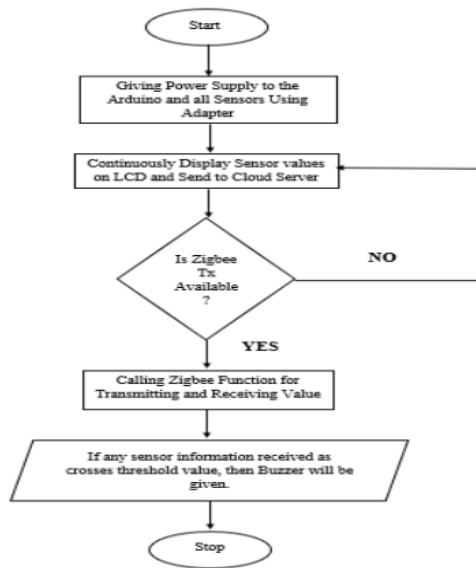 Start
Giving Power Supply to the
Arduino and all Sensors Using
Adapter
Continuously Display Sensor values
on LCD and Send to Cloud Server
Is Zigbee
Tx
Available
?
NO
YES
Calling Zigbee Function for
Transmitting and Receiving Value
If any sensor information received as
crosses threshold value, then Buzzer will be
given.
Stop